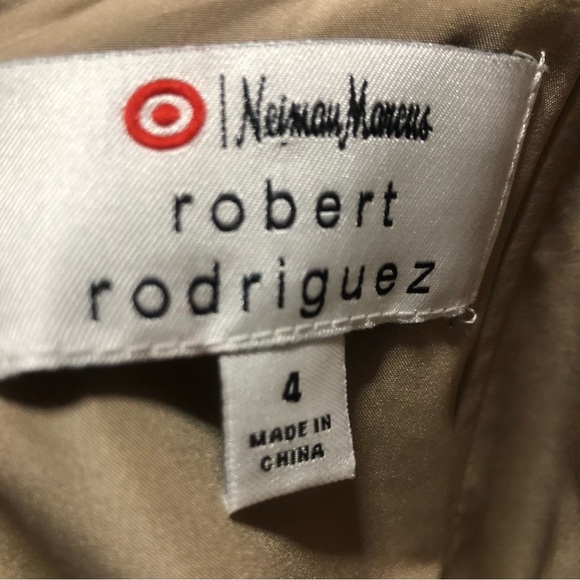 Neiman Marcus
robert
rodriguez
4
MADE IN
CHINA